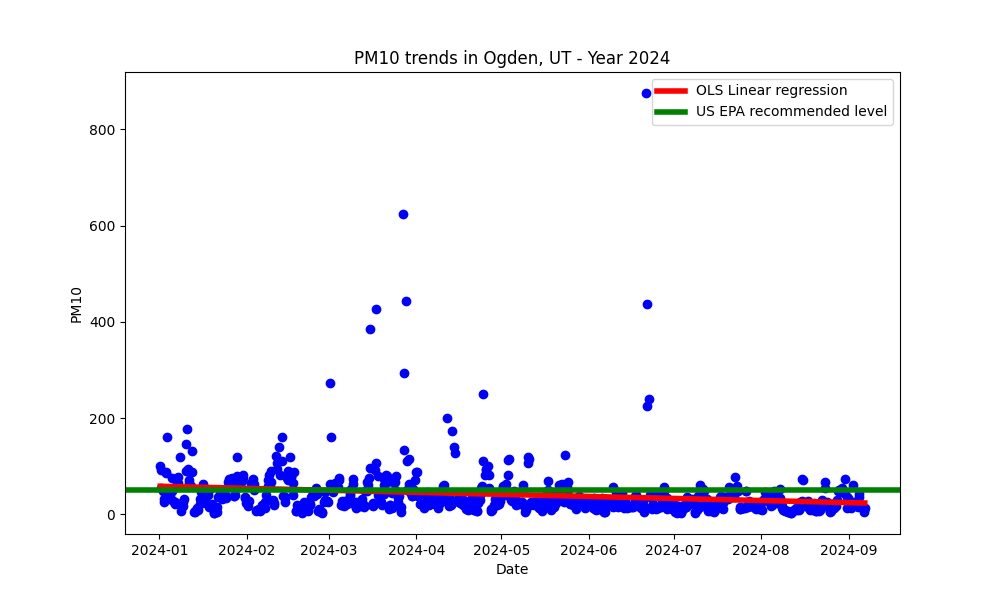 PM10 trends in Ogden, UT - Year 2024
OLS Linear regression
US EPA recommended level
800
600
400
200
0
PM10
2024-01
2024-02
2024-03
2024-04
2024-05
2024-06
2024-07
2024-08
2024-09
Date